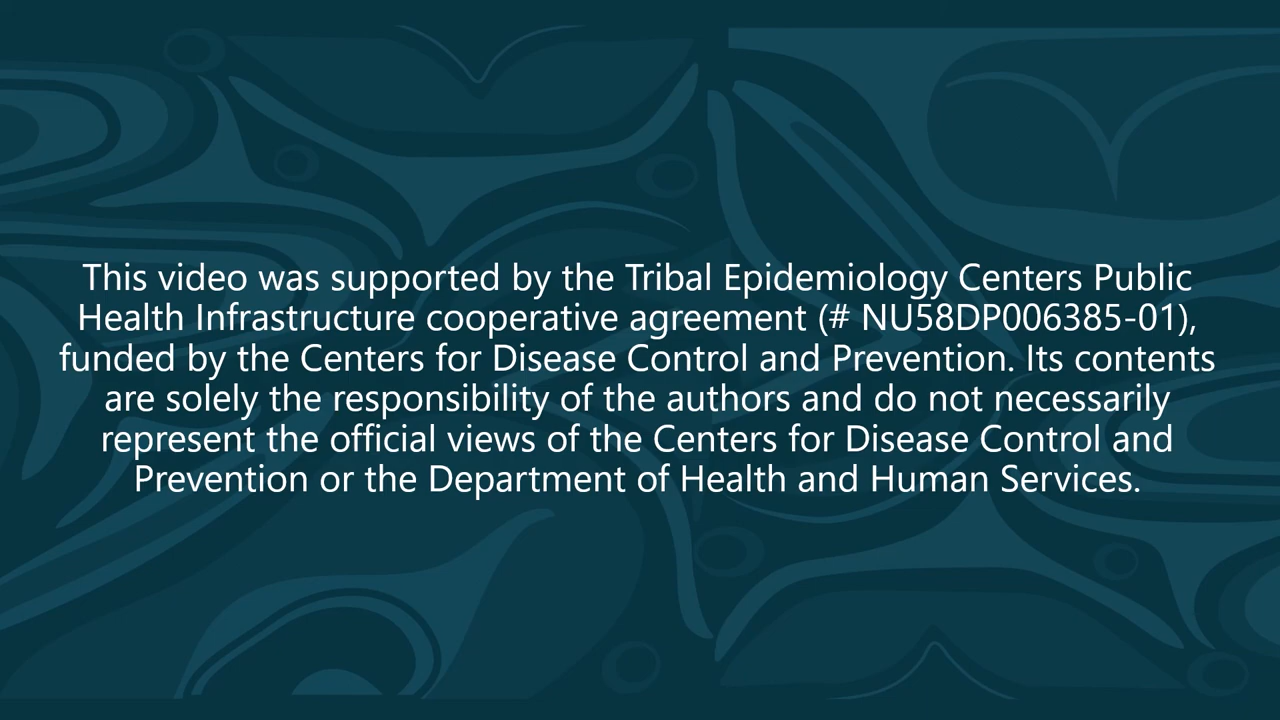 This video was supported by the Tribal Epidemiology Centers Public
Health Infrastructure cooperative agreement (# NU58DP006385-01),
funded by the Centers for Disease Control and Prevention. Its contents
are solely the responsibility of the authors and do not necessarily
represent the official views of the Centers for Disease Control and
Prevention or the Department of Health and Human Services.